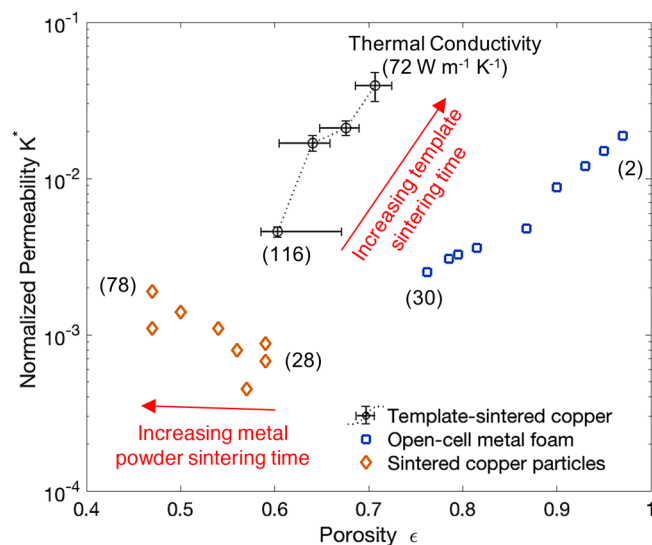 10⁻¹
10⁻²
10⁻³
10⁻⁴
Normalized Permeability K*
Thermal Conductivity
(72 W m⁻¹ K⁻¹)
Increasing template
sintering time
(2)
(116)
(30)
(78)
(28)
Increasing metal
powder sintering time
Template-sintered copper
Open-cell metal foam
Sintered copper particles
0.4 0.5 0.6 0.7 0.8 0.9 1
Porosity ϵ